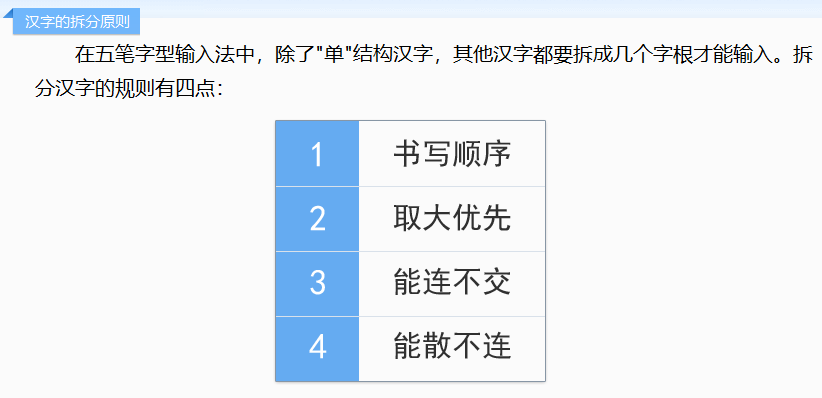 汉字的拆分原则
在五笔字型输入法中，除了"单"结构汉字，其他汉字都要拆成几个字根才能输入。拆
分汉字的规则有四点：
1 书写顺序
2 取大优先
3 能连不交
4 能散不连